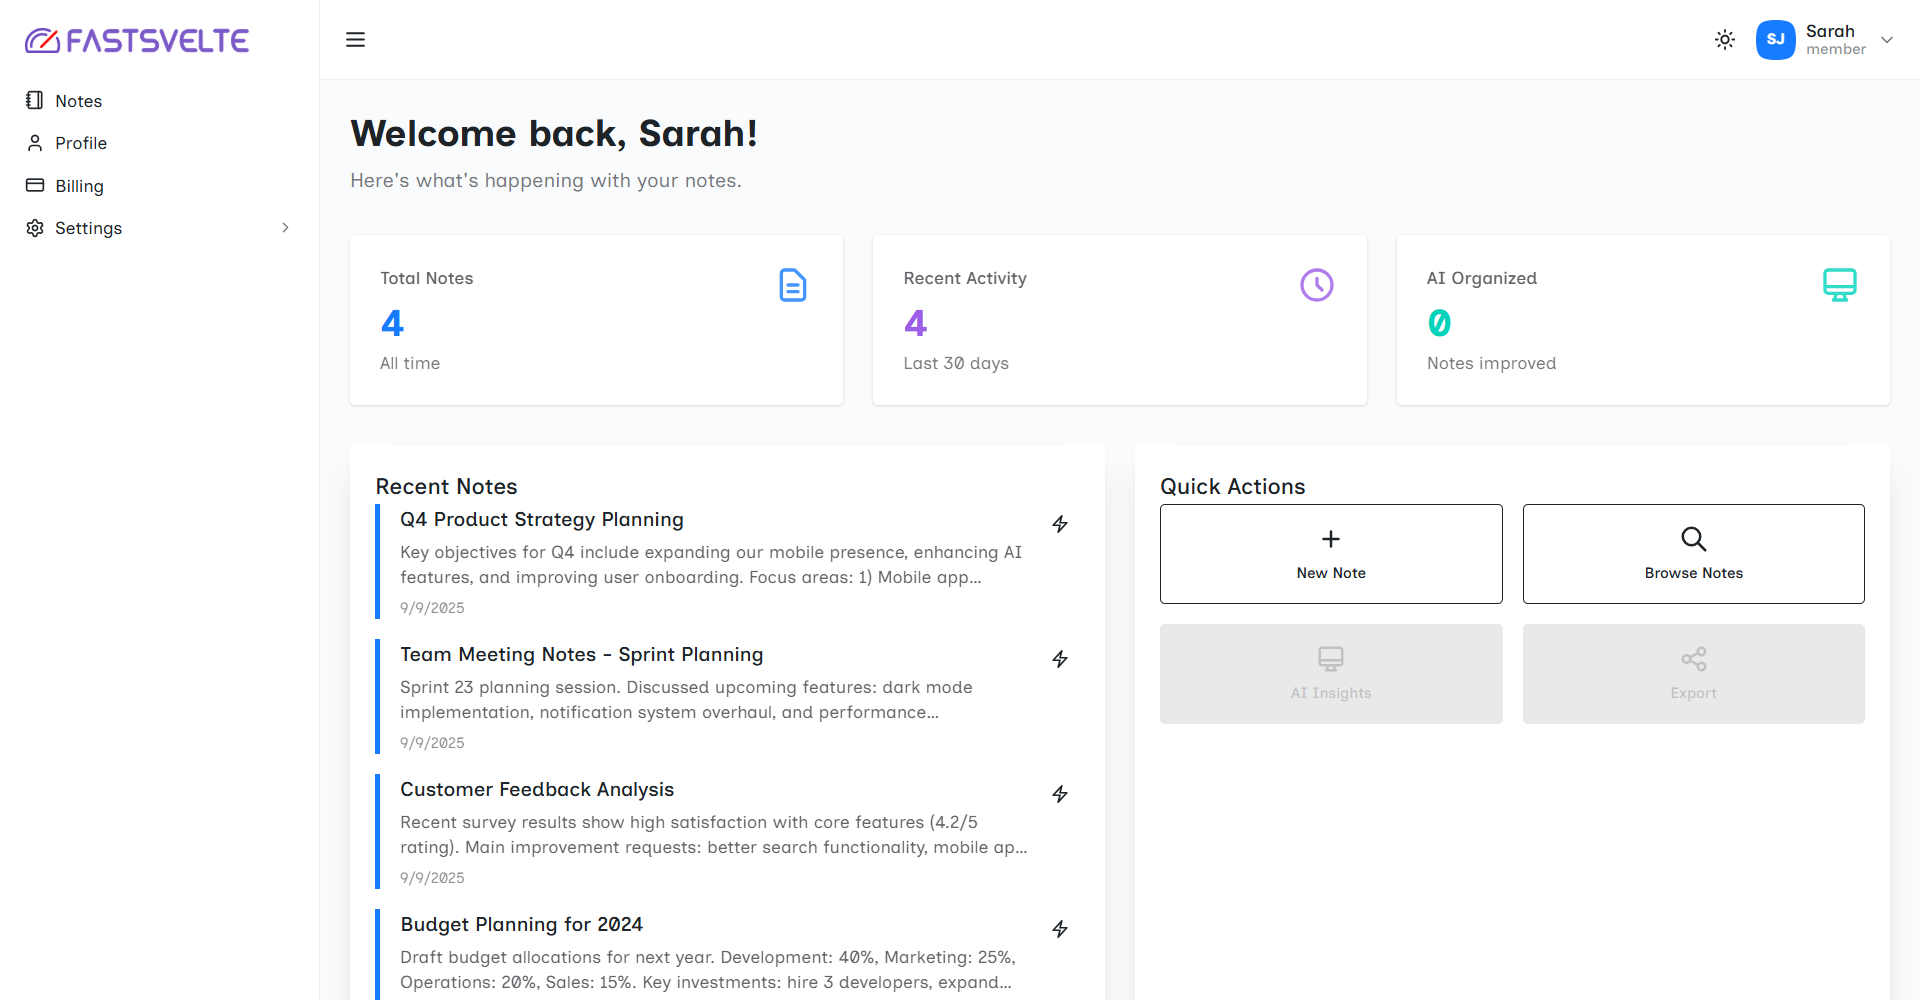 FASTSVELTE
Notes
Profile
Billing
Settings
SJ
Sarah
member
Welcome back, Sarah!
Here's what's happening with your notes.
Total Notes
4
All time
Recent Activity
4
Last 30 days
AI Organized
0
Notes improved
Recent Notes
Q4 Product Strategy Planning
Key objectives for Q4 include expanding our mobile presence, enhancing AI
features, and improving user onboarding. Focus areas: 1) Mobile app...
9/9/2025
Team Meeting Notes - Sprint Planning
Sprint 23 planning session. Discussed upcoming features: dark mode
implementation, notification system overhaul, and performance...
9/9/2025
Customer Feedback Analysis
Recent survey results show high satisfaction with core features (4.2/5
rating). Main improvement requests: better search functionality, mobile ap...
9/9/2025
Budget Planning for 2024
Draft budget allocations for next year. Development: 40%, Marketing: 25%,
Operations: 20%, Sales: 15%. Key investments: hire 3 developers, expand...
Quick Actions
New Note
Browse Notes
AI Insights
Export